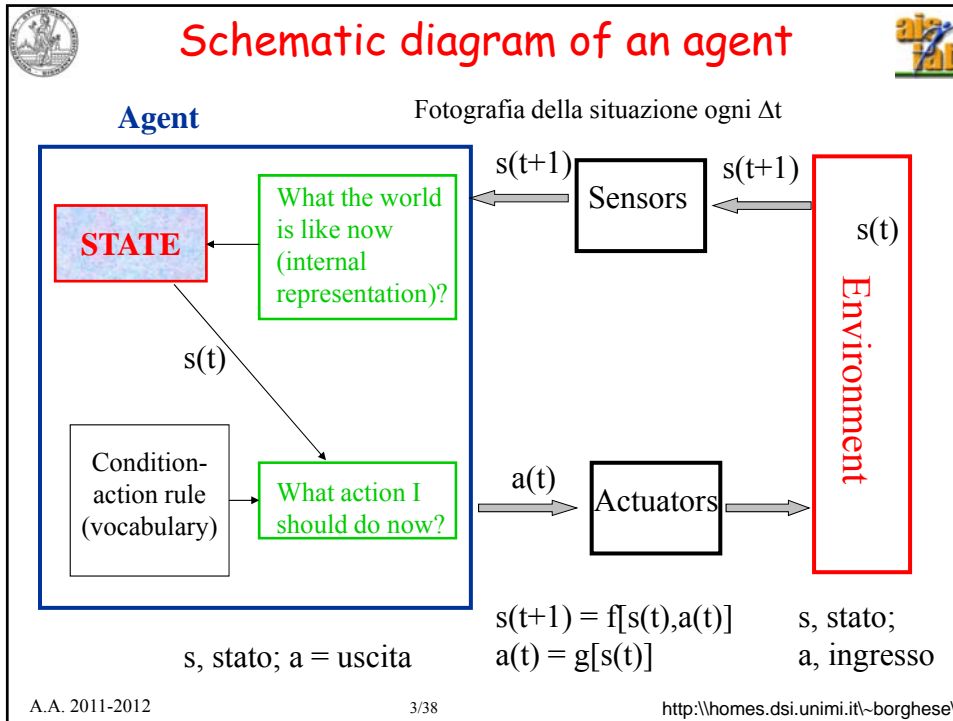 Schematic diagram of an agent
Agent
Fotografia della situazione ogni Δt
What the world
is like now
(internal
representation)?
STATE
s(t+1)
Sensors
s(t+1)
s(t)
Environment
s(t)
Condition-
action rule
(vocabulary)
What action I
should do now?
a(t)
Actuators
s(t+1) = f[s(t),a(t)]
a(t) = g[s(t)]
s, stato;
a, ingresso
s, stato; a = uscita
A.A. 2011-2012
3/38
http:\\homes.dsi.unimi.it\~borghese\